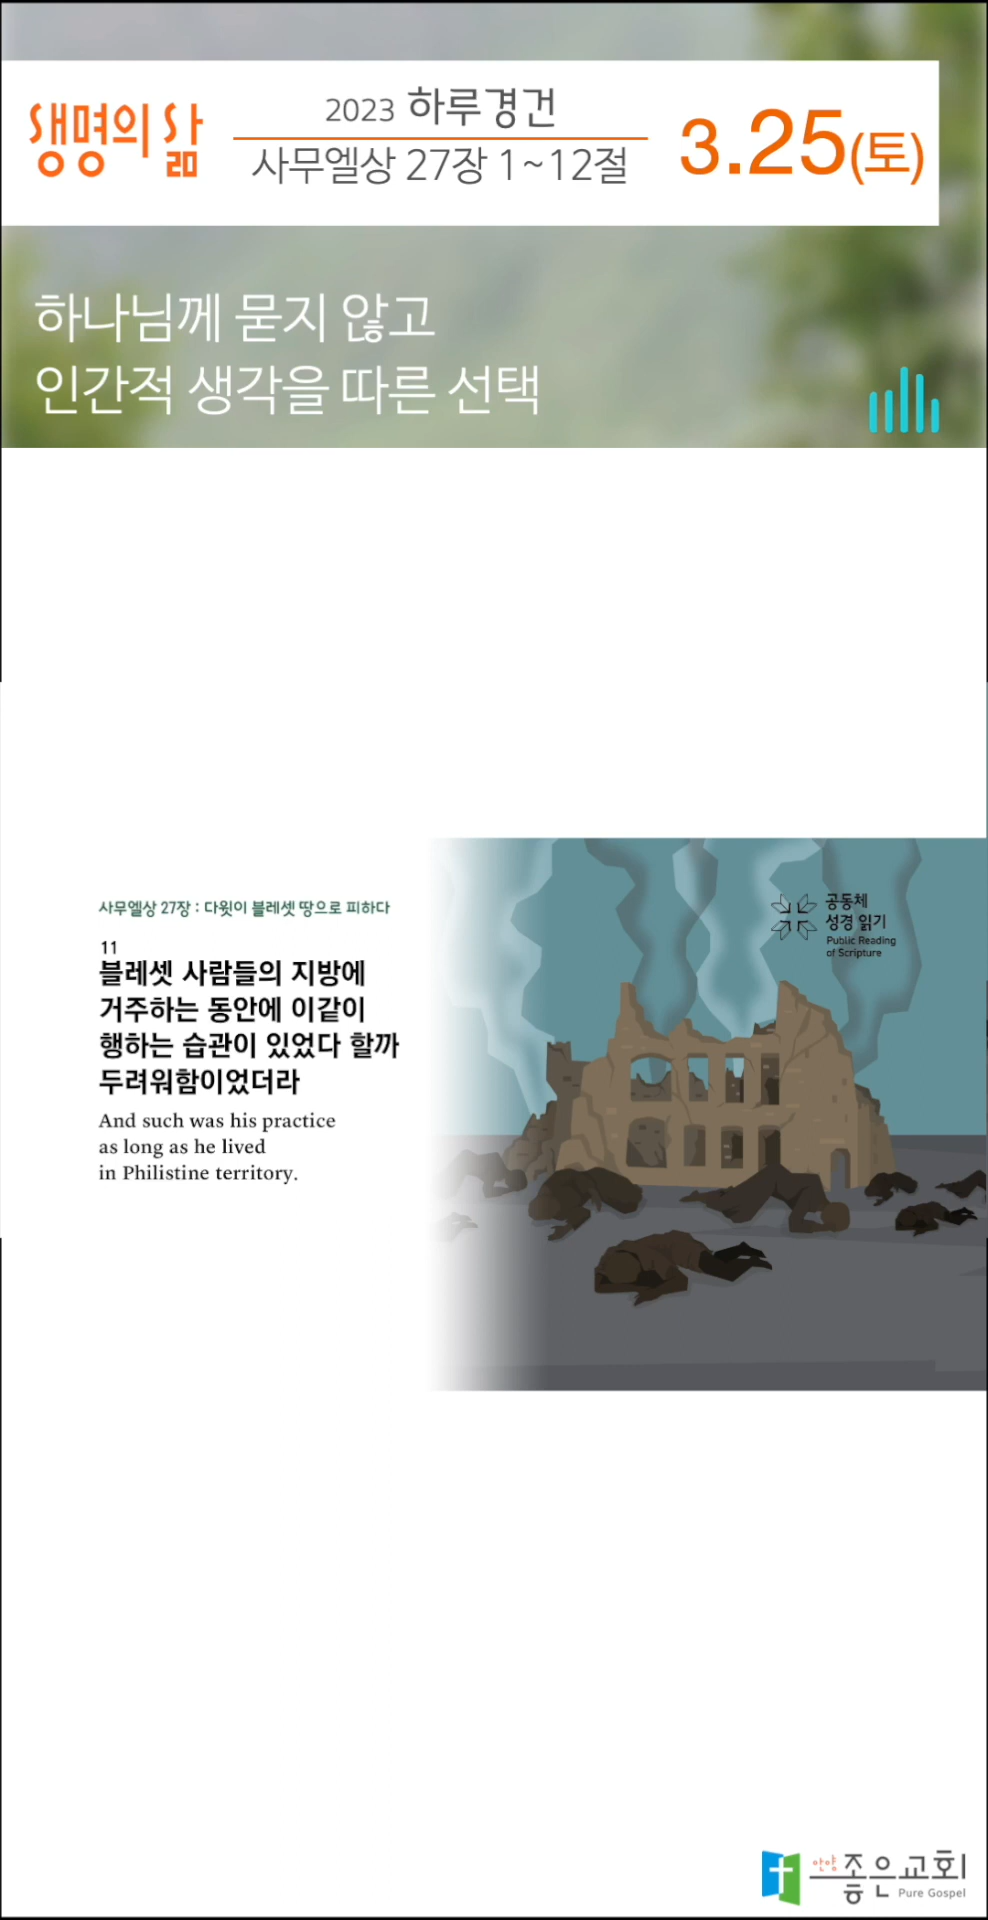 생명의 삶
2023 하루경건
사무엘상 27장 1~12절
3.25(토)
하나님께 묻지 않고
인간적 생각을 따른 선택
사무엘상 27장 : 다윗이 블레셋 땅으로 피하다
11
블레셋 사람들의 지방에
거주하는 동안에 이같이
행하는 습관이 있었다 할까
두려워함이었더라
And such was his practice
as long as he lived
in Philistine territory.
공동체
성경 읽기
Public Reading
of Scripture
안양 좋은교회
Pure Gospel